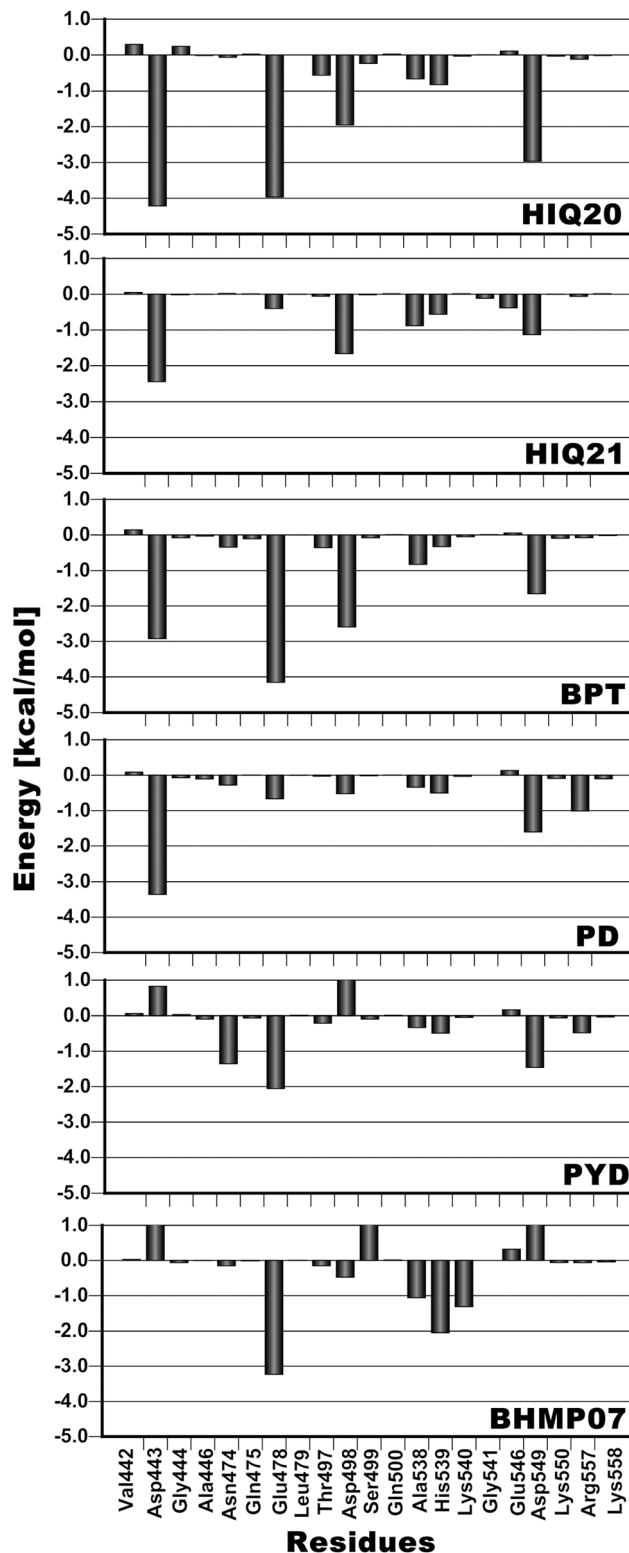 1.0
0.0
-1.0
-2.0
-3.0
-4.0
-5.0
HIQ20
1.0
0.0
-1.0
-2.0
-3.0
-4.0
-5.0
HIQ21
1.0
0.0
-1.0
-2.0
-3.0
-4.0
-5.0
BPT
1.0
0.0
-1.0
-2.0
-3.0
-4.0
-5.0
PD
1.0
0.0
-1.0
-2.0
-3.0
-4.0
-5.0
PYD
1.0
0.0
-1.0
-2.0
-3.0
-4.0
-5.0
BHMP07
Energy [kcal/mol]
Val442
Asp443
Gly444
Ala446
Asn474
Gln475
Glu478
Leu479
Thr497
Asp498
Ser499
Gln500
Ala538
His539
Lys540
Gly541
Glu546
Asp549
Lys550
Arg557
Lys558
Residues